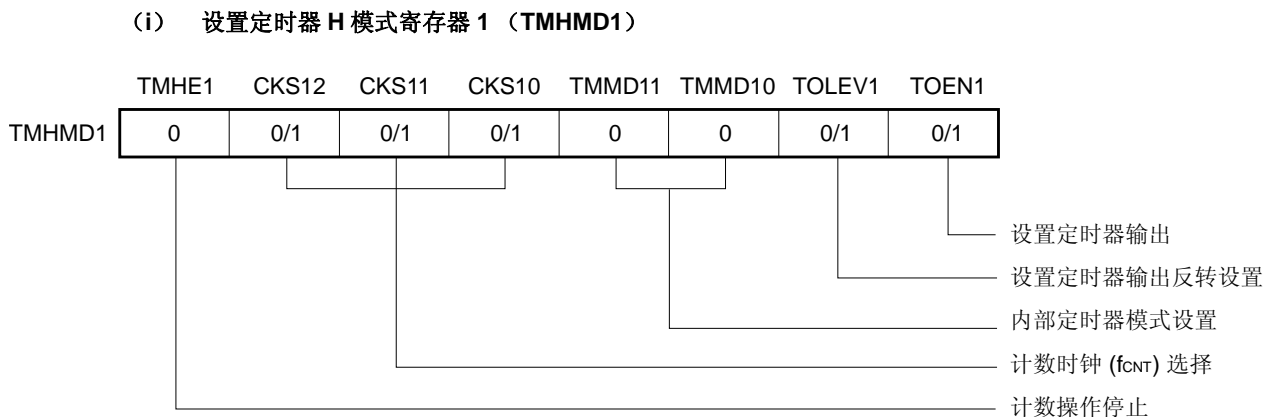 （i） 设置定时器 H 模式寄存器 1 （TMHMD1）
TMHE1 CKS12 CKS11 CKS10 TMMD11 TMMD10 TOLEV1 TOEN1
TMHMD1 0 0/1 0/1 0/1 0 0 0/1 0/1
设置定时器输出
设置定时器输出反转设置
内部定时器模式设置
计数时钟 (fCNT) 选择
计数操作停止